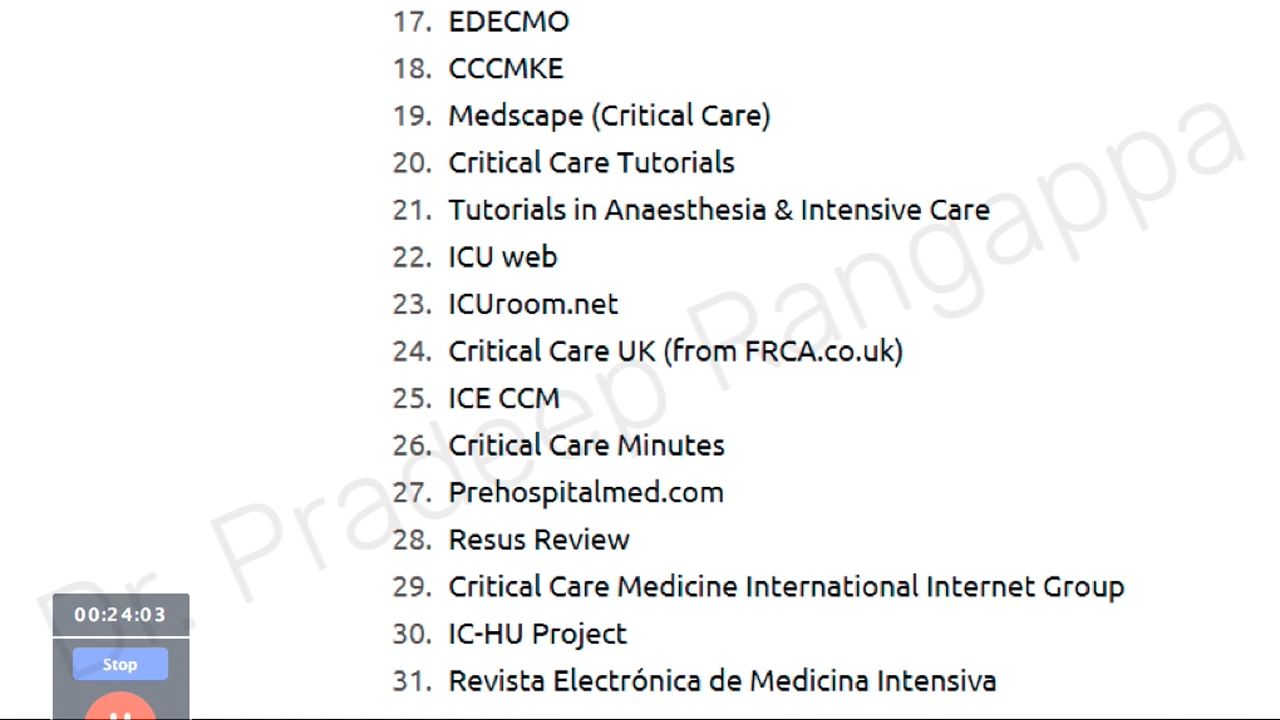 17. EDECMO
18. CCCMKE
19. Medscape (Critical Care)
20. Critical Care Tutorials
21. Tutorials in Anaesthesia & Intensive Care
22. ICU web
23. ICUroom.net
24. Critical Care UK (from FRCA.co.uk)
25. ICE CCM
26. Critical Care Minutes
27. Prehospitalmed.com
28. Resus Review
29. Critical Care Medicine International Internet Group
30. IC-HU Project
31. Revista Electrónica de Medicina Intensiva
Dr. Pradeep Rangappa
00:24:03
Stop